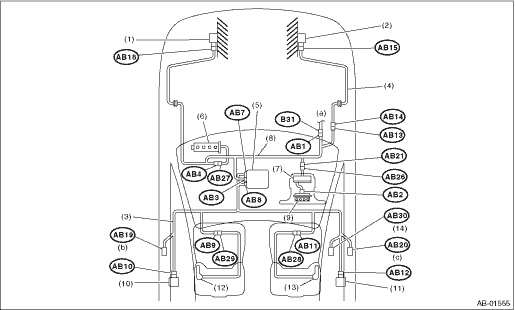 (1)
(2)
AB16
AB15
(4)
AB7
(5)
B31
(a)
AB14
(6)
(8)
AB1
AB13
AB21
AB4
AB27
(7)
AB26
AB3
AB8
AB2
(3)
(9)
AB30
AB19
(14)
(b)
AB9
AB11
AB20
AB29
AB28
(c)
AB10
AB12
(10)
(12)
(13)
(11)
AB-01555